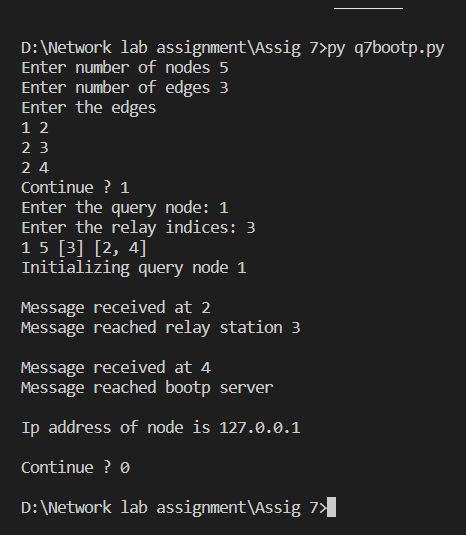 D:\Network lab assignment\Assig 7>py q7bootp.py
Enter number of nodes 5
Enter number of edges 3
Enter the edges
1 2
2 3
2 4
Continue ? 1
Enter the query node: 1
Enter the relay indices: 3
1 5 [3] [2, 4]
Initializing query node 1
Message received at 2
Message reached relay station 3
Message received at 4
Message reached bootp server
Ip address of node is 127.0.0.1
Continue ? 0
D:\Network lab assignment\Assig 7>